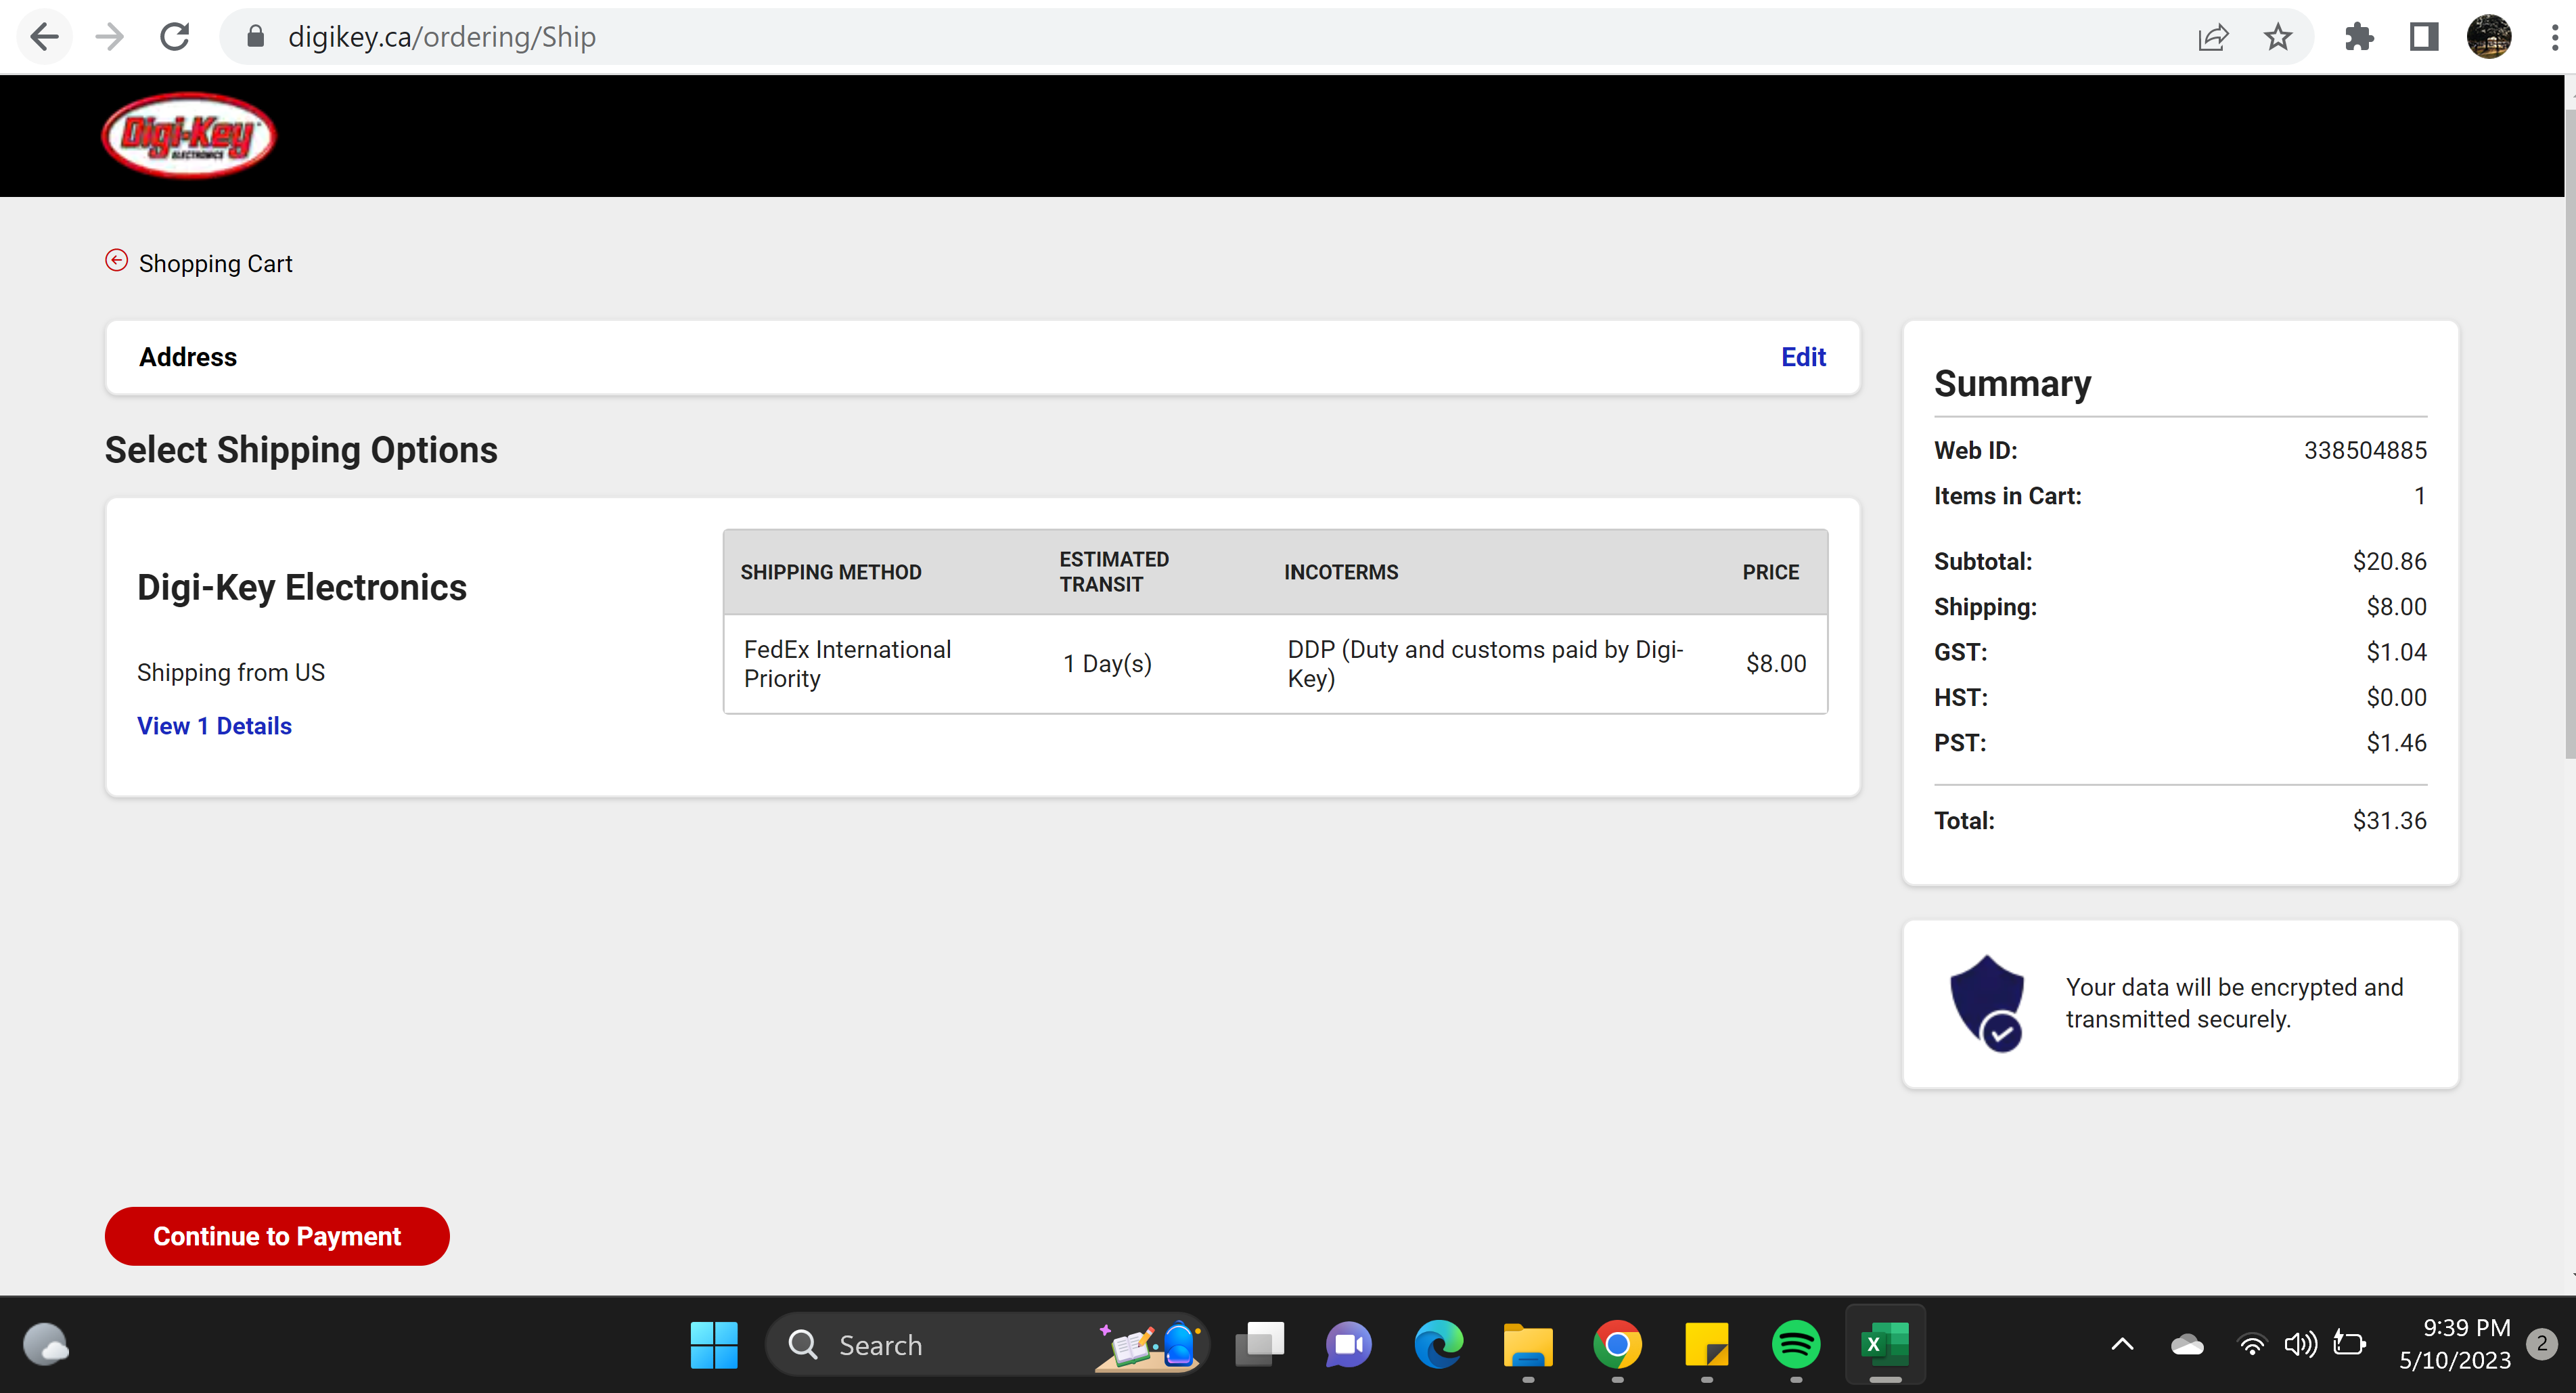 digikey.ca/ordering/Ship
Digi-Key
ELECTRONICS
Shopping Cart
Address
Edit
Select Shipping Options
Digi-Key Electronics
Shipping from US
View 1 Details
SHIPPING METHOD
ESTIMATED
TRANSIT
INCOTERMS
PRICE
FedEx International
Priority
1 Day(s)
DDP (Duty and customs paid by Digi-
Key)
$8.00
Continue to Payment
Summary
Web ID: 338504885
Items in Cart: 1
Subtotal: $20.86
Shipping: $8.00
GST: $1.04
HST: $0.00
PST: $1.46
Total: $31.36
Your data will be encrypted and
transmitted securely.
Search
X
9:39 PM
5/10/2023
2